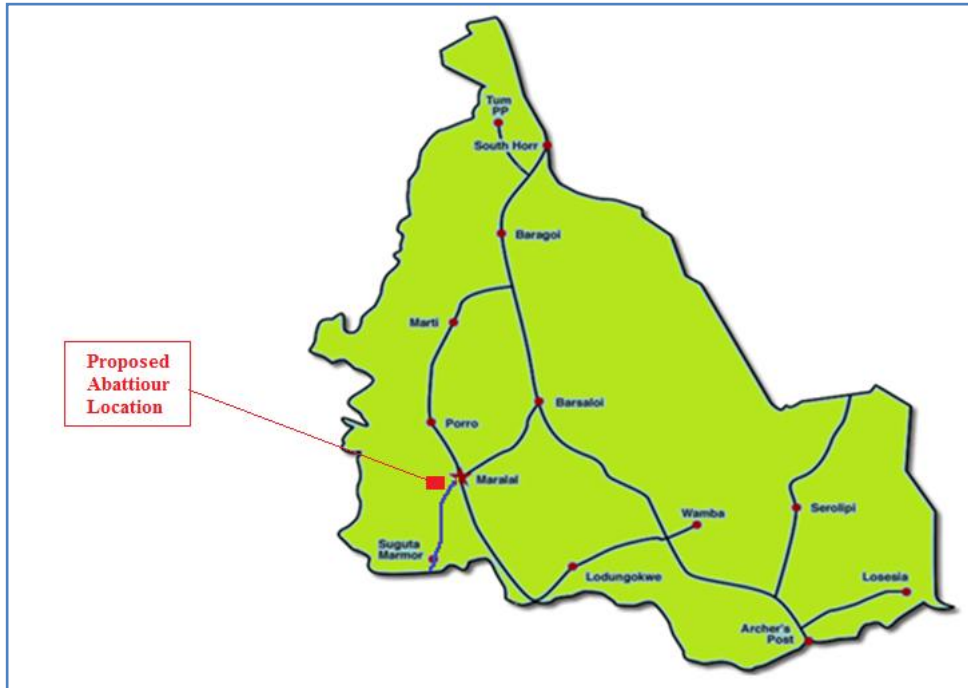 Tum
PP
South Horr
Baragoi
Marti
Proposed
Abattiour
Location
Barsaloi
Porro
Maralal
Wamba
Serolipi
Suguta
Marmor
Lodungokwe
Losesia
Archer's
Post